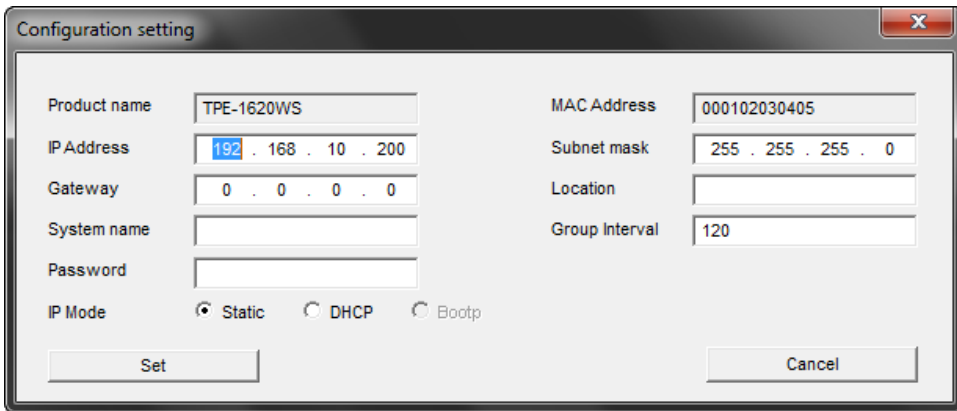 Configuration setting
Product name TPE-1620WS MAC Address 000102030405
IP Address 192 . 168 . 10 . 200 Subnet mask 255 . 255 . 255 . 0
Gateway 0 . 0 . 0 . 0 Location
System name Group Interval 120
Password
IP Mode Static DHCP Bootp
Set Cancel